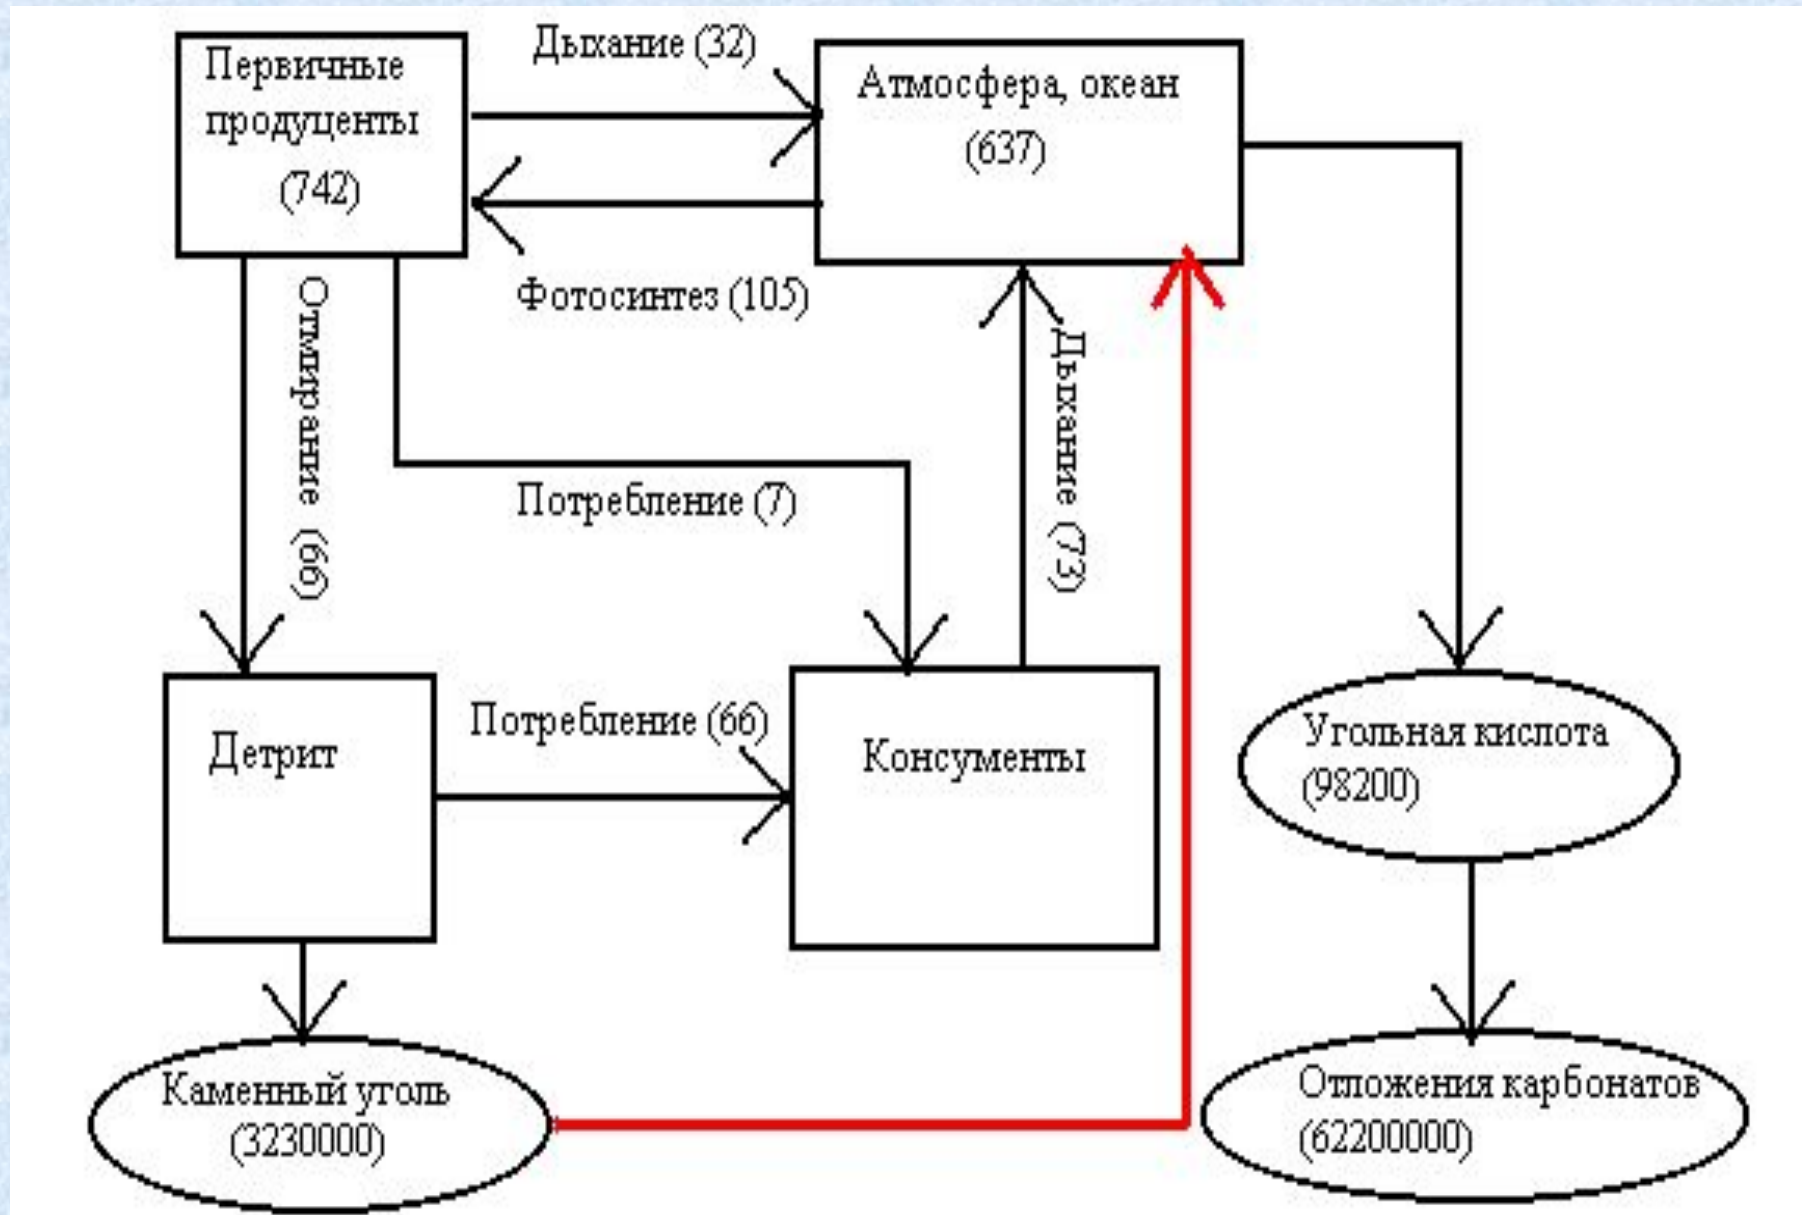 Первичные
продуценты
(742)
Дыхание (32)
Атмосфера, океан
(637)
Фотосинтез (105)
Отмирание (66)
Потребление (7)
Дыхание (73)
Детрит
Потребление (66)
Консументы
Угольная кислота
(98200)
Каменный уголь
(3230000)
Отложения карбонатов
(62200000)